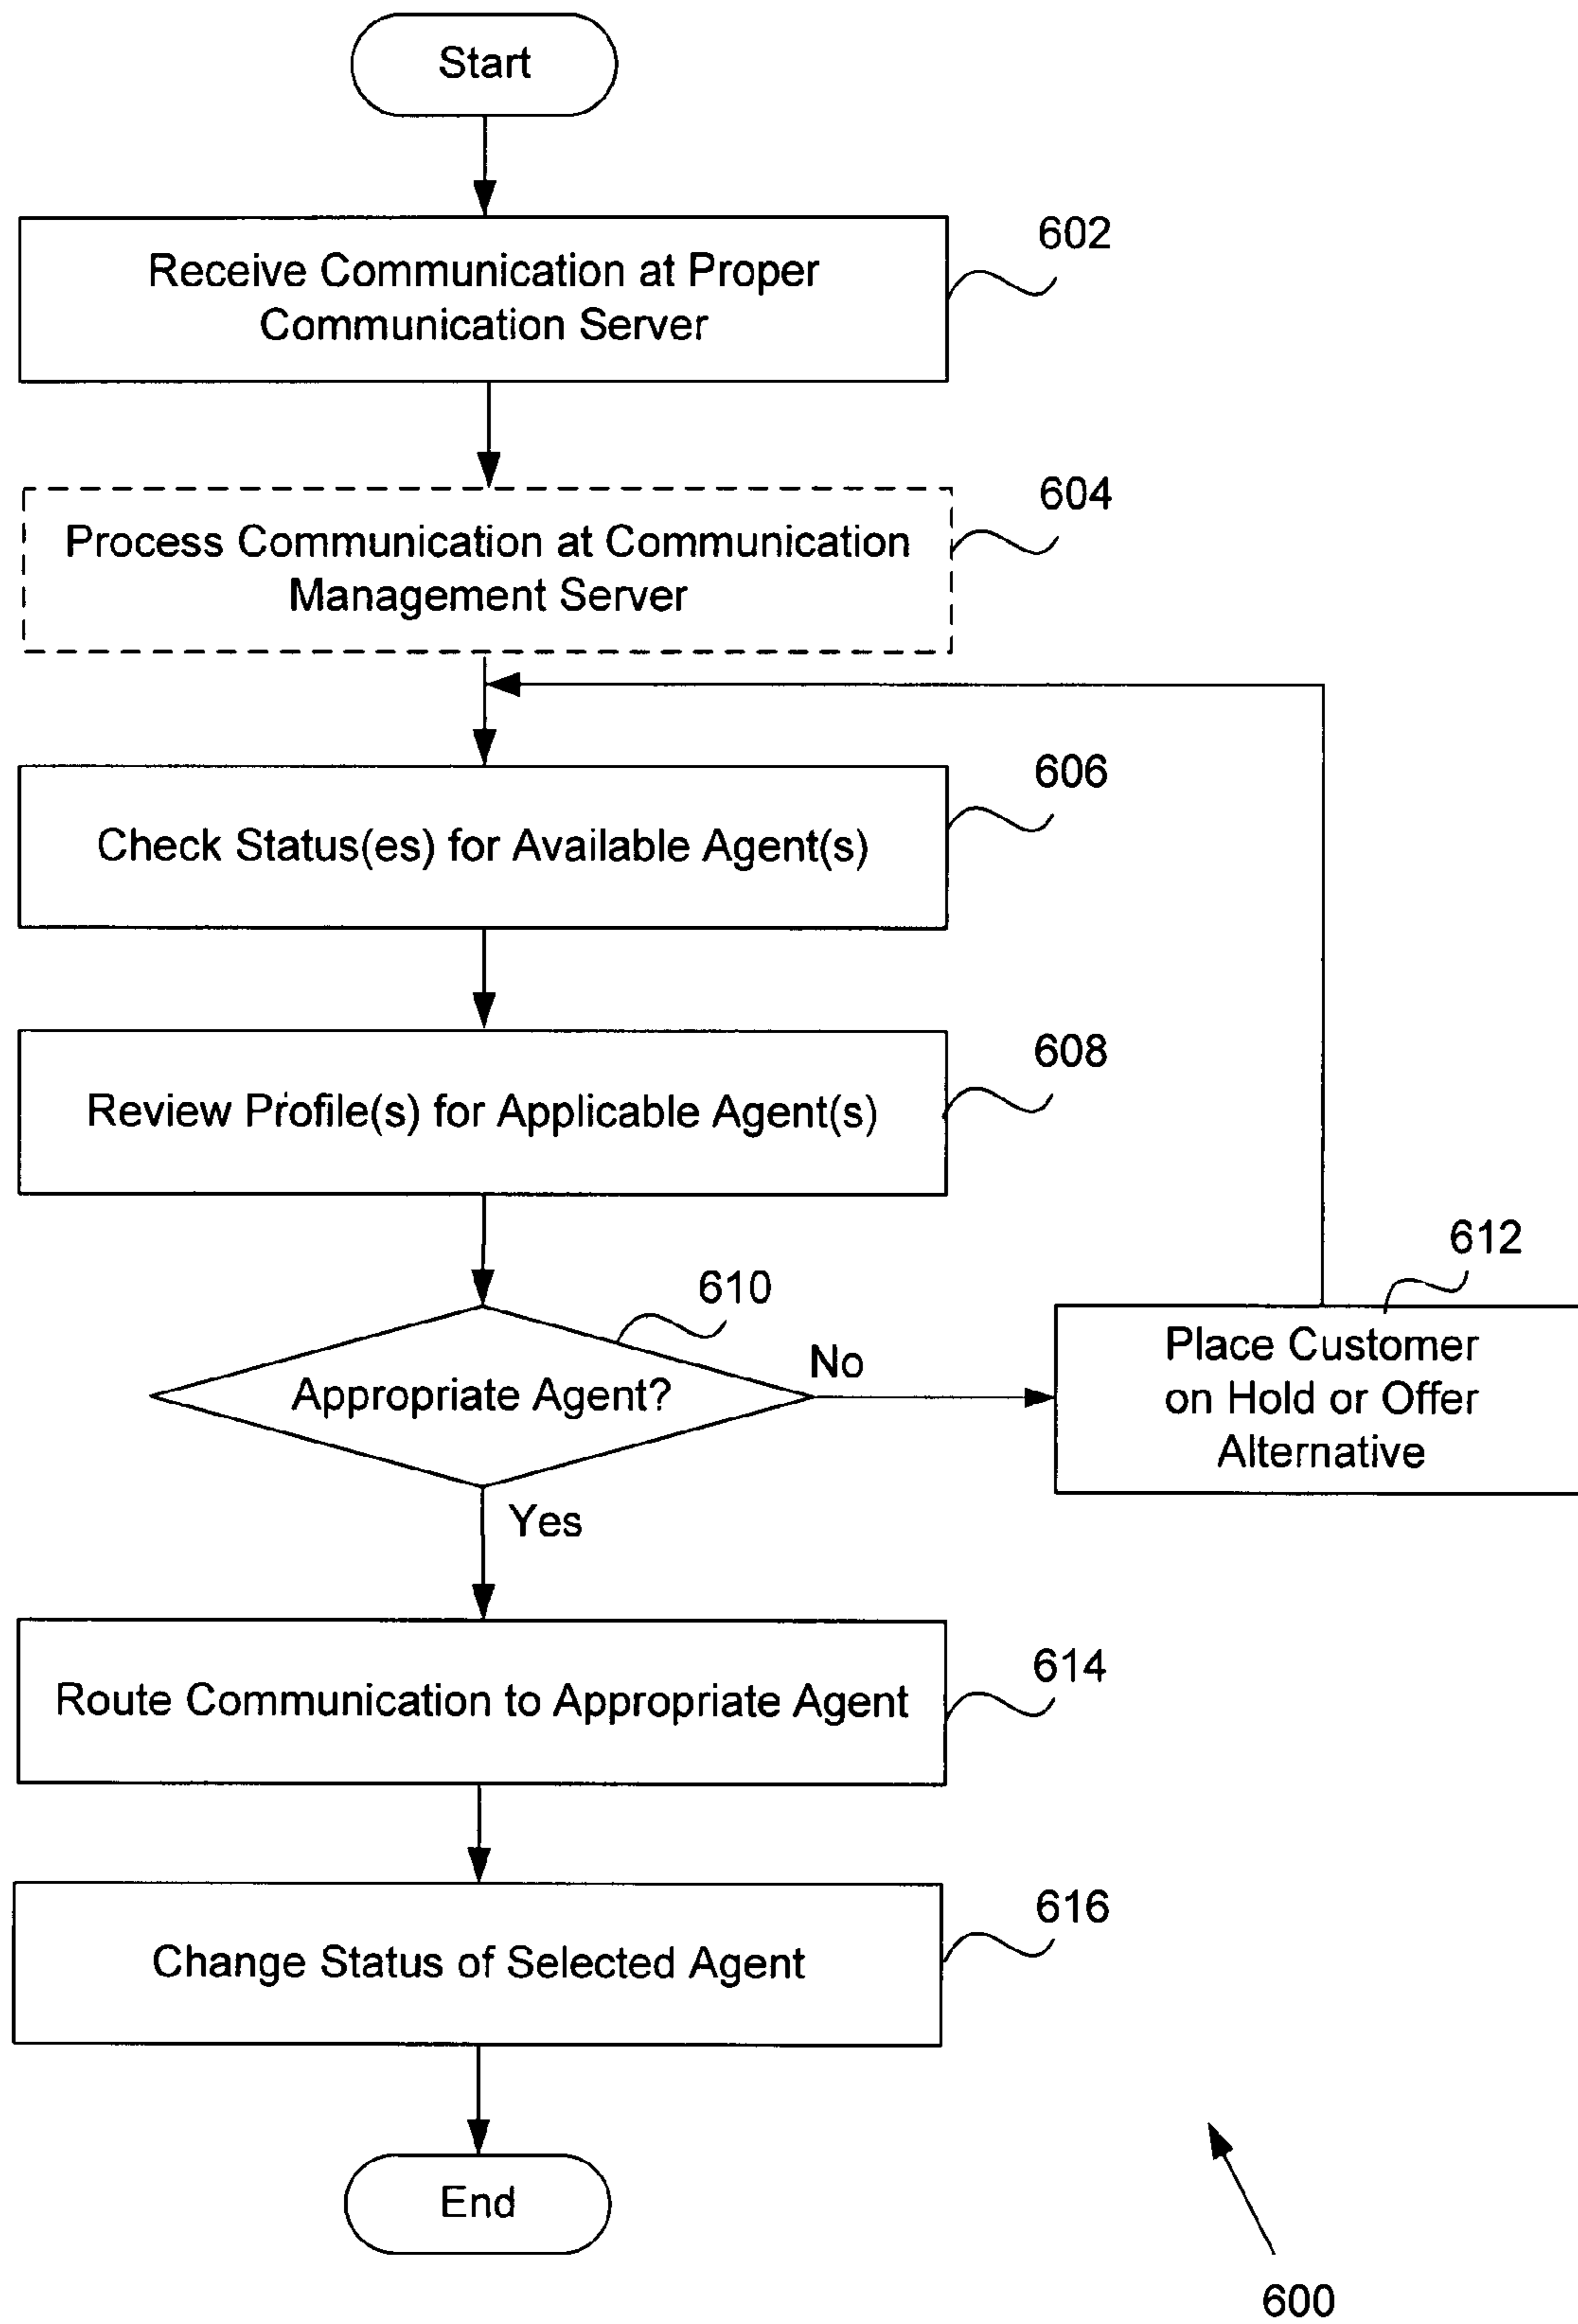 Start
602
Receive Communication at Proper
Communication Server
604
Process Communication at Communication
Management Server
606
Check Status(es) for Available Agent(s)
608
Review Profile(s) for Applicable Agent(s)
610
Appropriate Agent?
No
612
Place Customer
on Hold or Offer
Alternative
Yes
614
Route Communication to Appropriate Agent
616
Change Status of Selected Agent
End
600